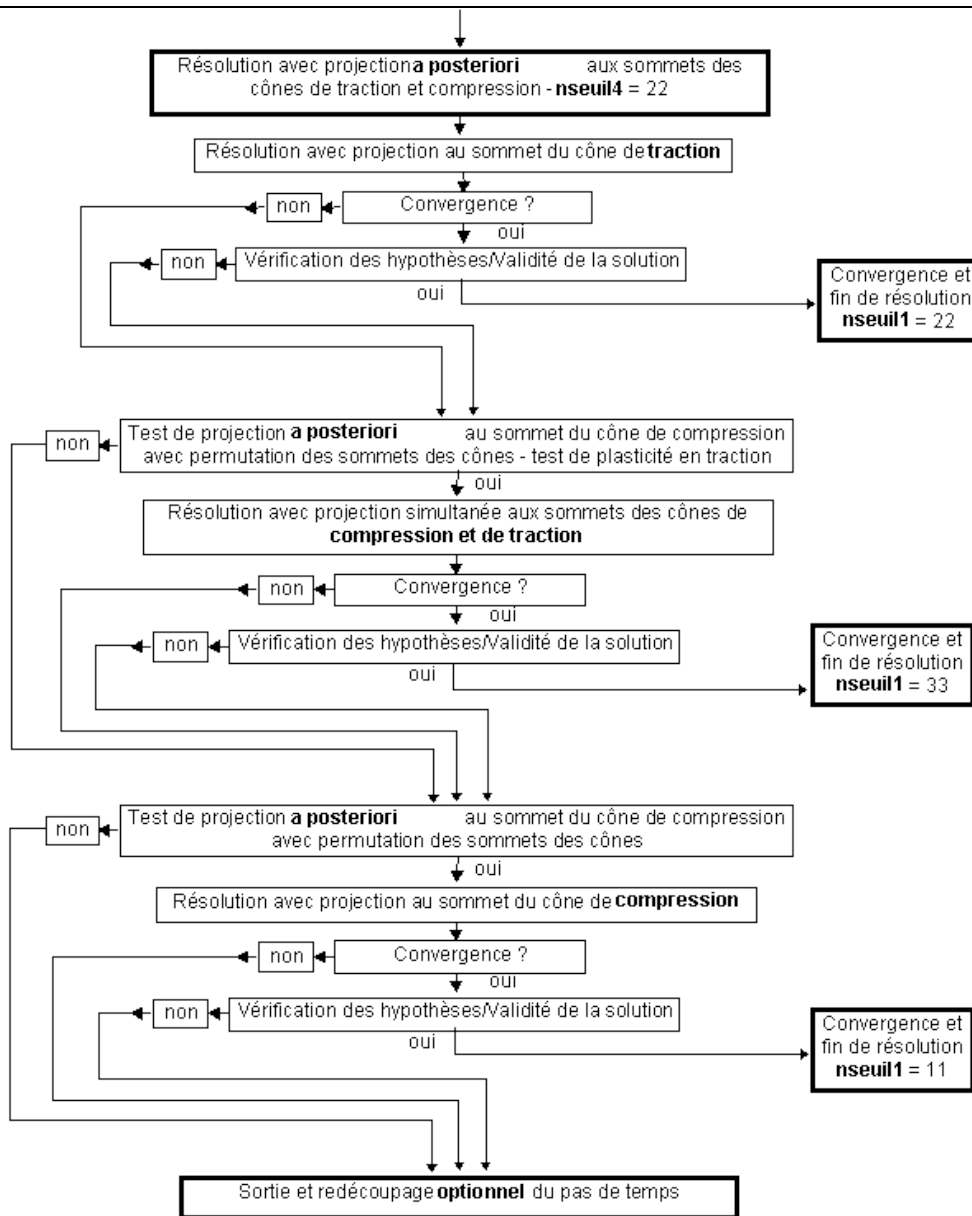 Résolution avec projection a posteriori aux sommets des
cônes de traction et compression - nseuil4 = 22
Résolution avec projection au sommet du cône de traction
non
Convergence ?
oui
non
Vérification des hypothèses/Validité de la solution
oui
Convergence et
fin de résolution
nseuil1 = 22
non
Test de projection a posteriori au sommet du cône de compression
avec permutation des sommets des cônes - test de plasticité en traction
oui
Résolution avec projection simultanée aux sommets des cônes de
compression et de traction
non
Convergence ?
oui
non
Vérification des hypothèses/Validité de la solution
oui
Convergence et
fin de résolution
nseuil1 = 33
non
Test de projection a posteriori au sommet du cône de compression
avec permutation des sommets des cônes
oui
Résolution avec projection au sommet du cône de compression
non
Convergence ?
oui
non
Vérification des hypothèses/Validité de la solution
oui
Convergence et
fin de résolution
nseuil1 = 11
Sortie et redécoupage optionnel du pas de temps